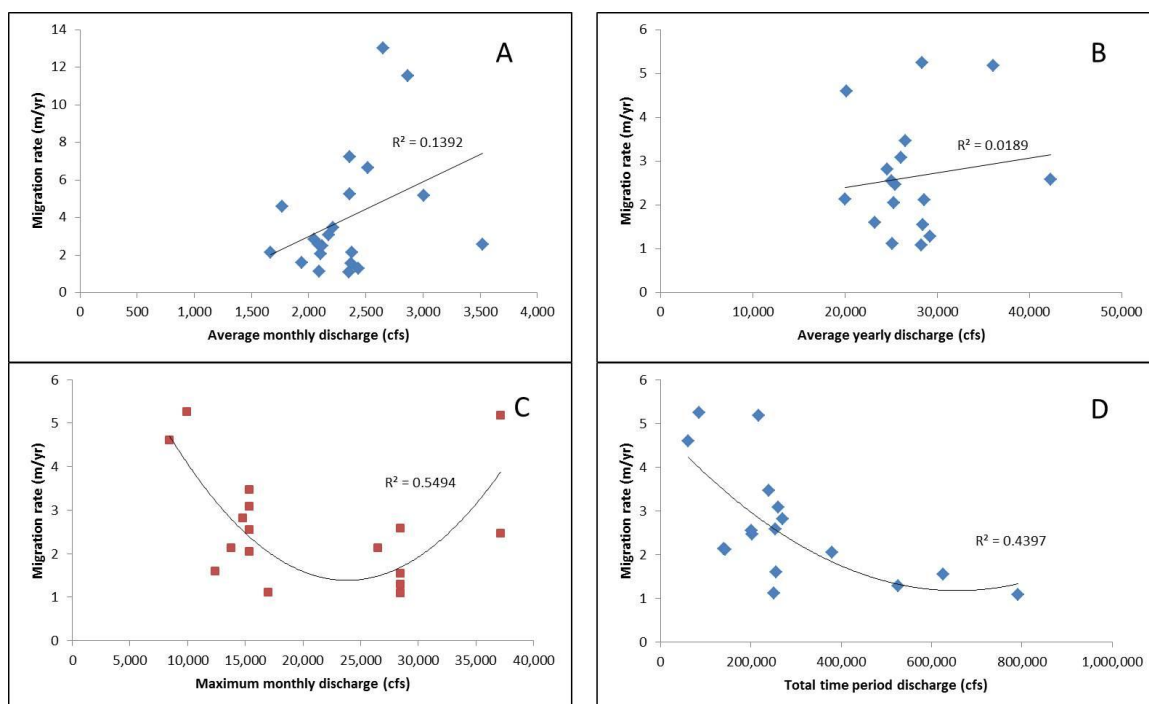 A
Migration rate (m/yr)
14
12
10
8
6
4
2
0
R² = 0.1392
0 500 1,000 1,500 2,000 2,500 3,000 3,500 4,000
Average monthly discharge (cfs)
B
Migratio rate (m/yr)
6
5
4
3
2
1
0
R² = 0.0189
0 10,000 20,000 30,000 40,000 50,000
Average yearly discharge (cfs)
C
Migration rate (m/yr)
6
5
4
3
2
1
0
R² = 0.5494
0 5,000 10,000 15,000 20,000 25,000 30,000 35,000 40,000
Maximum monthly discharge (cfs)
D
Migration rate (m/yr)
6
5
4
3
2
1
0
R² = 0.4397
0 200,000 400,000 600,000 800,000 1,000,000
Total time period discharge (cfs)